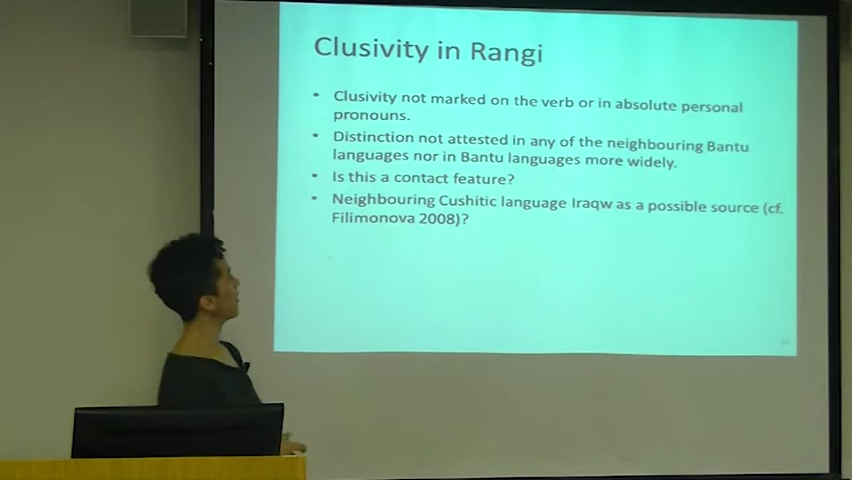 Clusivity in Rangi
• Clusivity not marked on the verb or in absolute personal
pronouns.
• Distinction not attested in any of the neighbouring Bantu
languages nor in Bantu languages more widely.
• Is this a contact feature?
• Neighbouring Cushitic language Iraqw as a possible source (cf.
Filimonova 2008)?